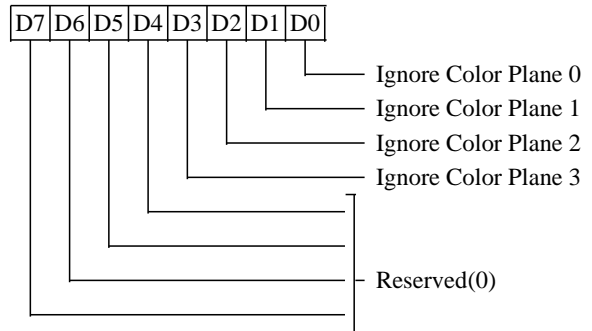 D7 D6 D5 D4 D3 D2 D1 D0
Ignore Color Plane 0
Ignore Color Plane 1
Ignore Color Plane 2
Ignore Color Plane 3
Reserved(0)